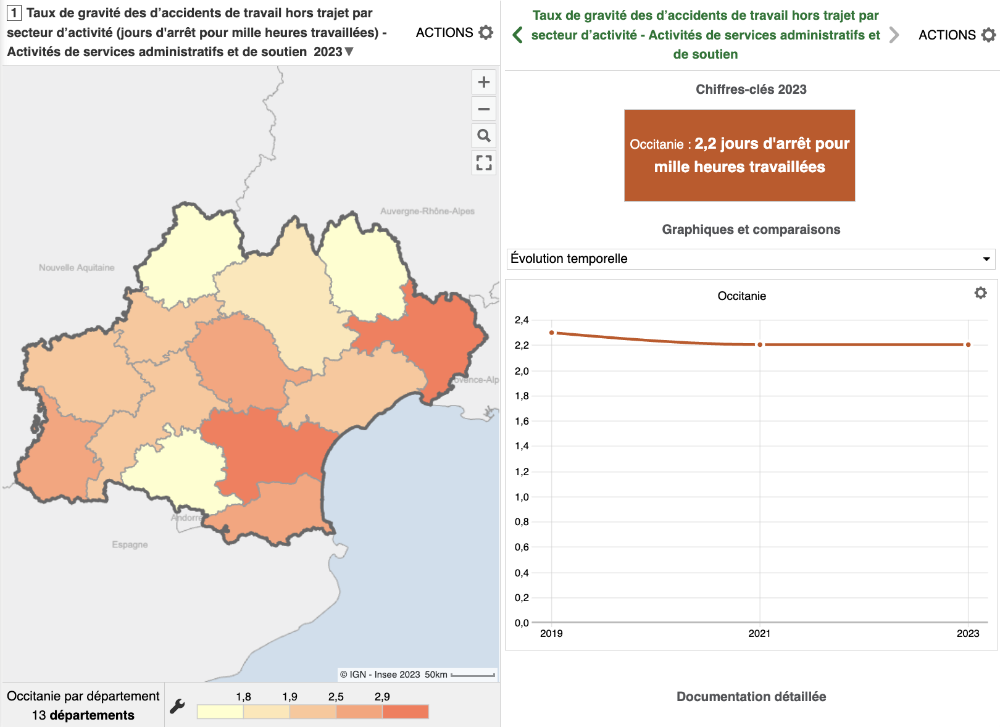 1 Taux de gravité des d’accidents de travail hors trajet par
secteur d’activité (jours d'arrêt pour mille heures travaillées) -
Activités de services administratifs et de soutien 2023▼
ACTIONS
+
−
Auvergne-Rhône-Alpes
Nouvelle Aquitaine
ovence-Alp
Andorre
Espagne
© IGN - Insee 2023 50km
Occitanie par département
13 départements
1,8 1,9 2,5 2,9
Taux de gravité des d’accidents de travail hors trajet par
secteur d’activité - Activités de services administratifs et
de soutien
ACTIONS
Chiffres-clés 2023
Occitanie : 2,2 jours d'arrêt pour
mille heures travaillées
Graphiques et comparaisons
Évolution temporelle
Occitanie
2,4
2,2
2,0
1,8
1,6
1,4
1,2
1,0
0,8
0,6
0,4
0,2
0,0
2019 2021 2023
Documentation détaillée